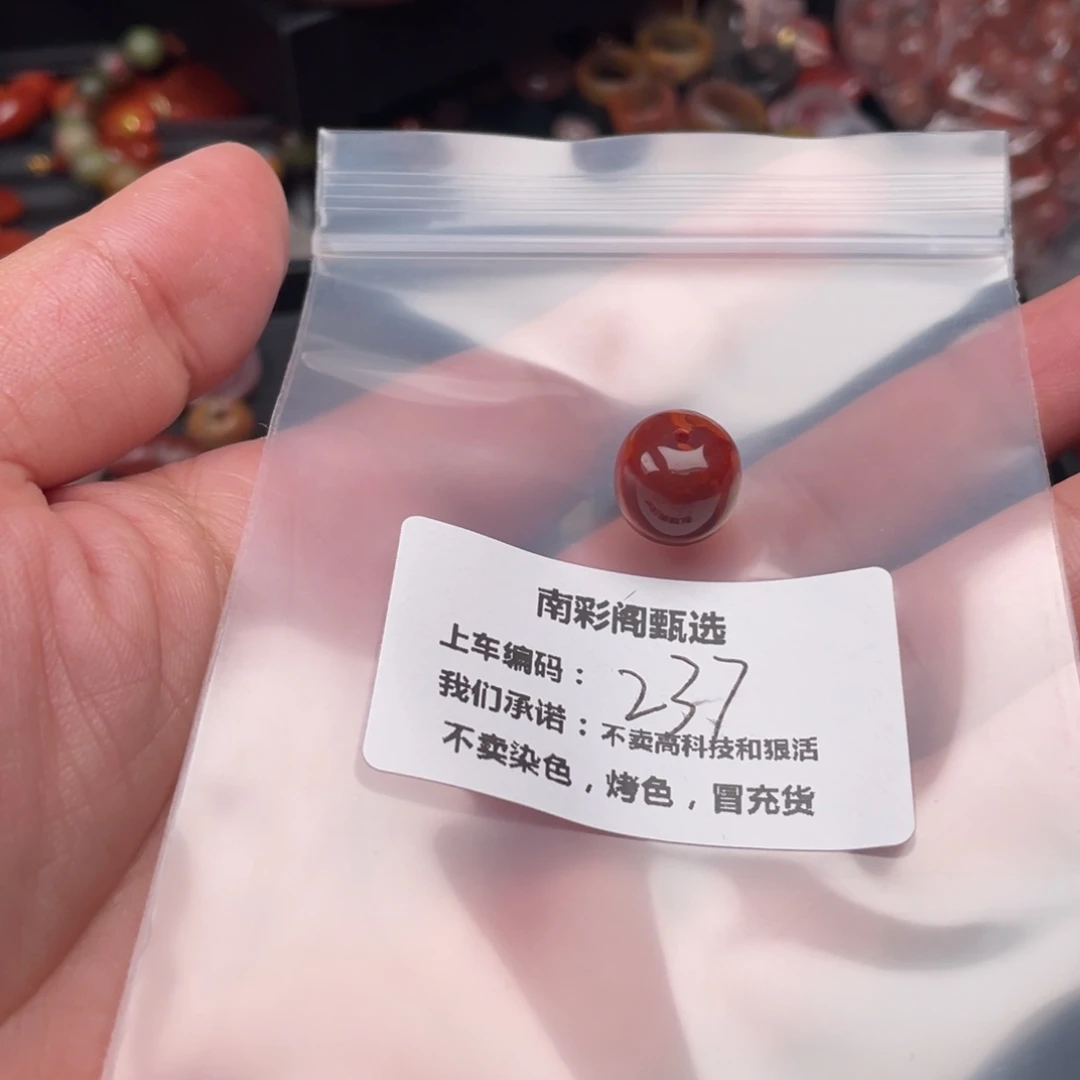 南彩阁甄选
上车编码：237
我们承诺：不卖高科技和狠活
不卖染色，烤色，冒充货